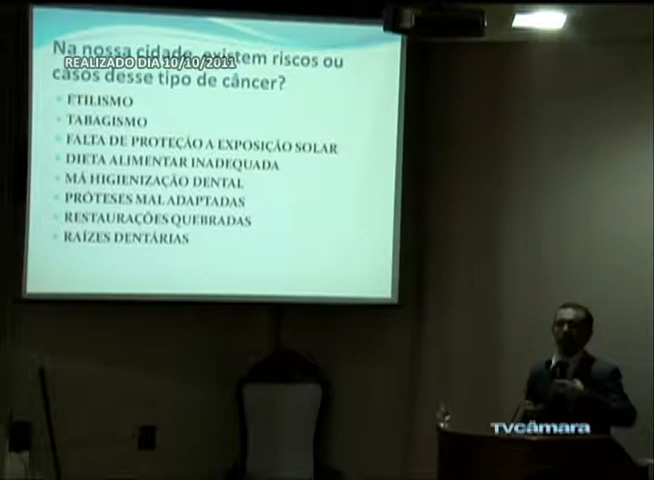 Na nossa cidade, existem riscos ou
REALIZADO DIA 10/10/2011
casos desse tipo de câncer?
ETILISMO
TABAGISMO
FALTA DE PROTEÇÃO A EXPOSIÇÃO SOLAR
DIETA ALIMENTAR INADEQUADA
MÁ HIGIENIZAÇÃO DENTAL
PRÓTESES MAL ADAPTADAS
RESTAURAÇÕES QUEBRADAS
RAÍZES DENTÁRIAS
TVCâmara